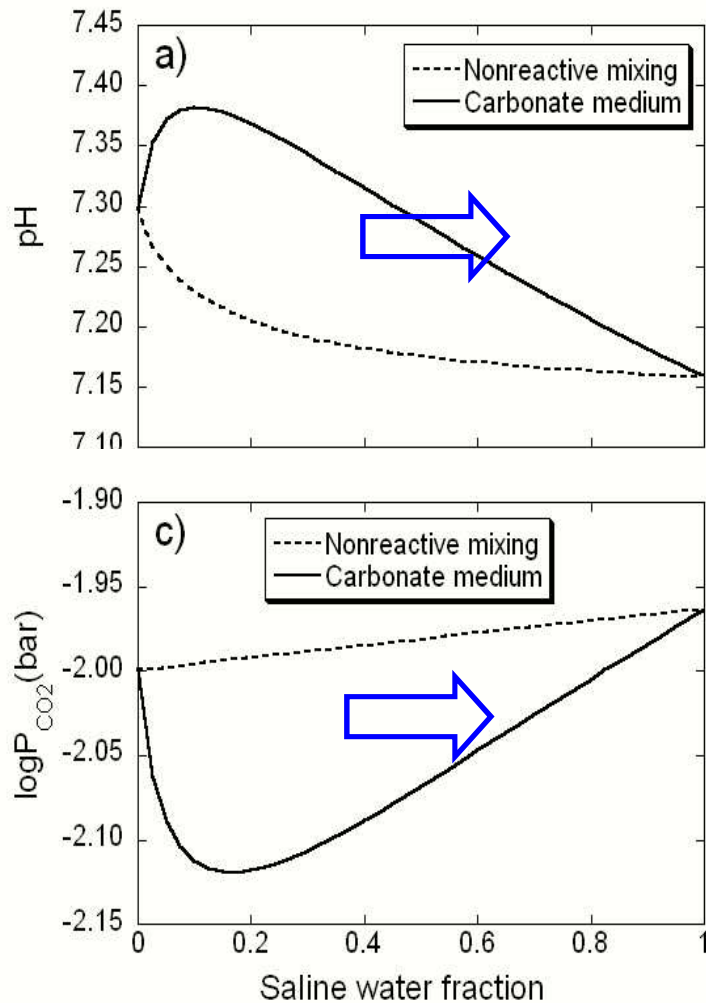 7.45
a)
Nonreactive mixing
Carbonate medium
7.40
7.35
7.30
7.25
7.20
7.15
7.10
pH
-1.90
c)
Nonreactive mixing
Carbonate medium
-1.95
-2.00
-2.05
-2.10
-2.15
logP CO2 (bar)
0 0.2 0.4 0.6 0.8 1
Saline water fraction